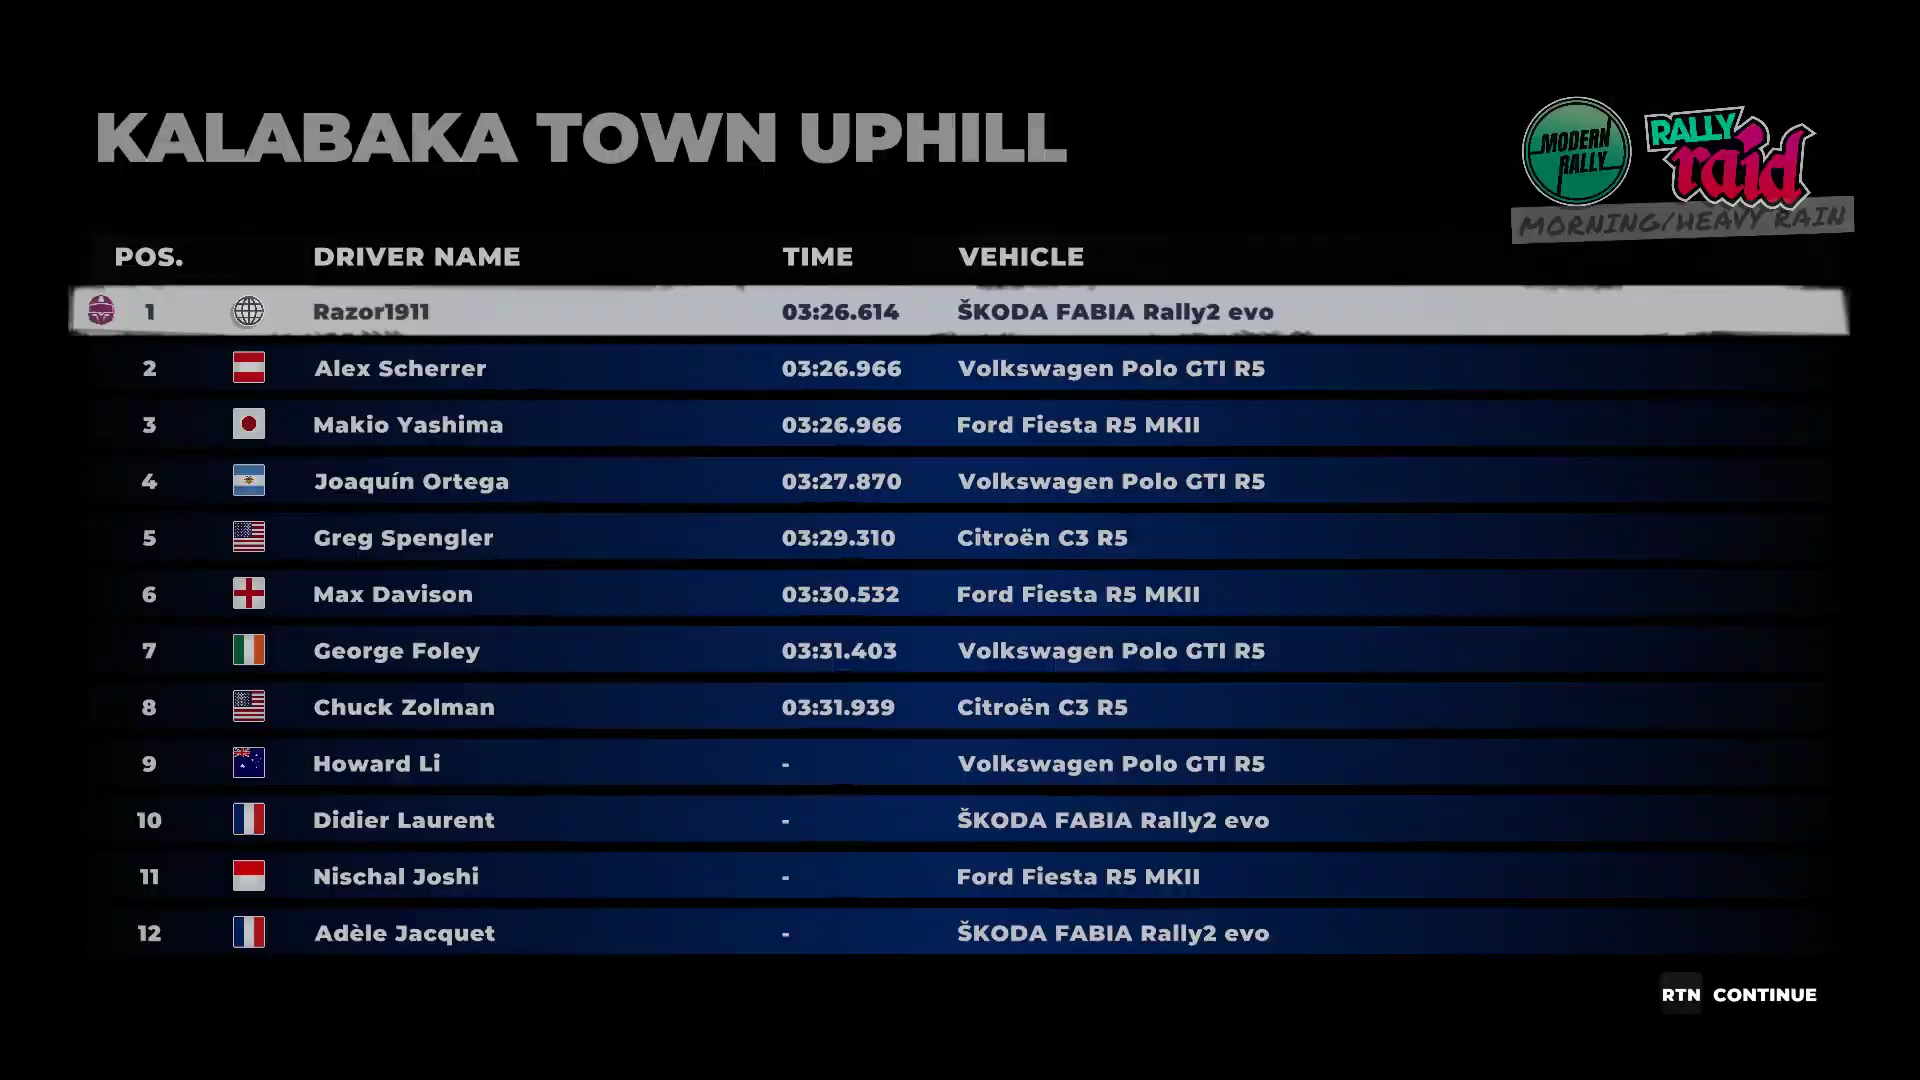 KALABAKA TOWN UPHILL
MODERN RALLY
RALLY raid
MORNING/HEAVY RAIN
POS. DRIVER NAME TIME VEHICLE
1 Razor1911 03:26.614 ŠKODA FABIA Rally2 evo
2 Alex Scherrer 03:26.966 Volkswagen Polo GTI R5
3 Makio Yashima 03:26.966 Ford Fiesta R5 MKII
4 Joaquín Ortega 03:27.870 Volkswagen Polo GTI R5
5 Greg Spengler 03:29.310 Citroën C3 R5
6 Max Davison 03:30.532 Ford Fiesta R5 MKII
7 George Foley 03:31.403 Volkswagen Polo GTI R5
8 Chuck Zolman 03:31.939 Citroën C3 R5
9 Howard Li - Volkswagen Polo GTI R5
10 Didier Laurent - ŠKODA FABIA Rally2 evo
11 Nischal Joshi - Ford Fiesta R5 MKII
12 Adèle Jacquet - ŠKODA FABIA Rally2 evo
RTN CONTINUE